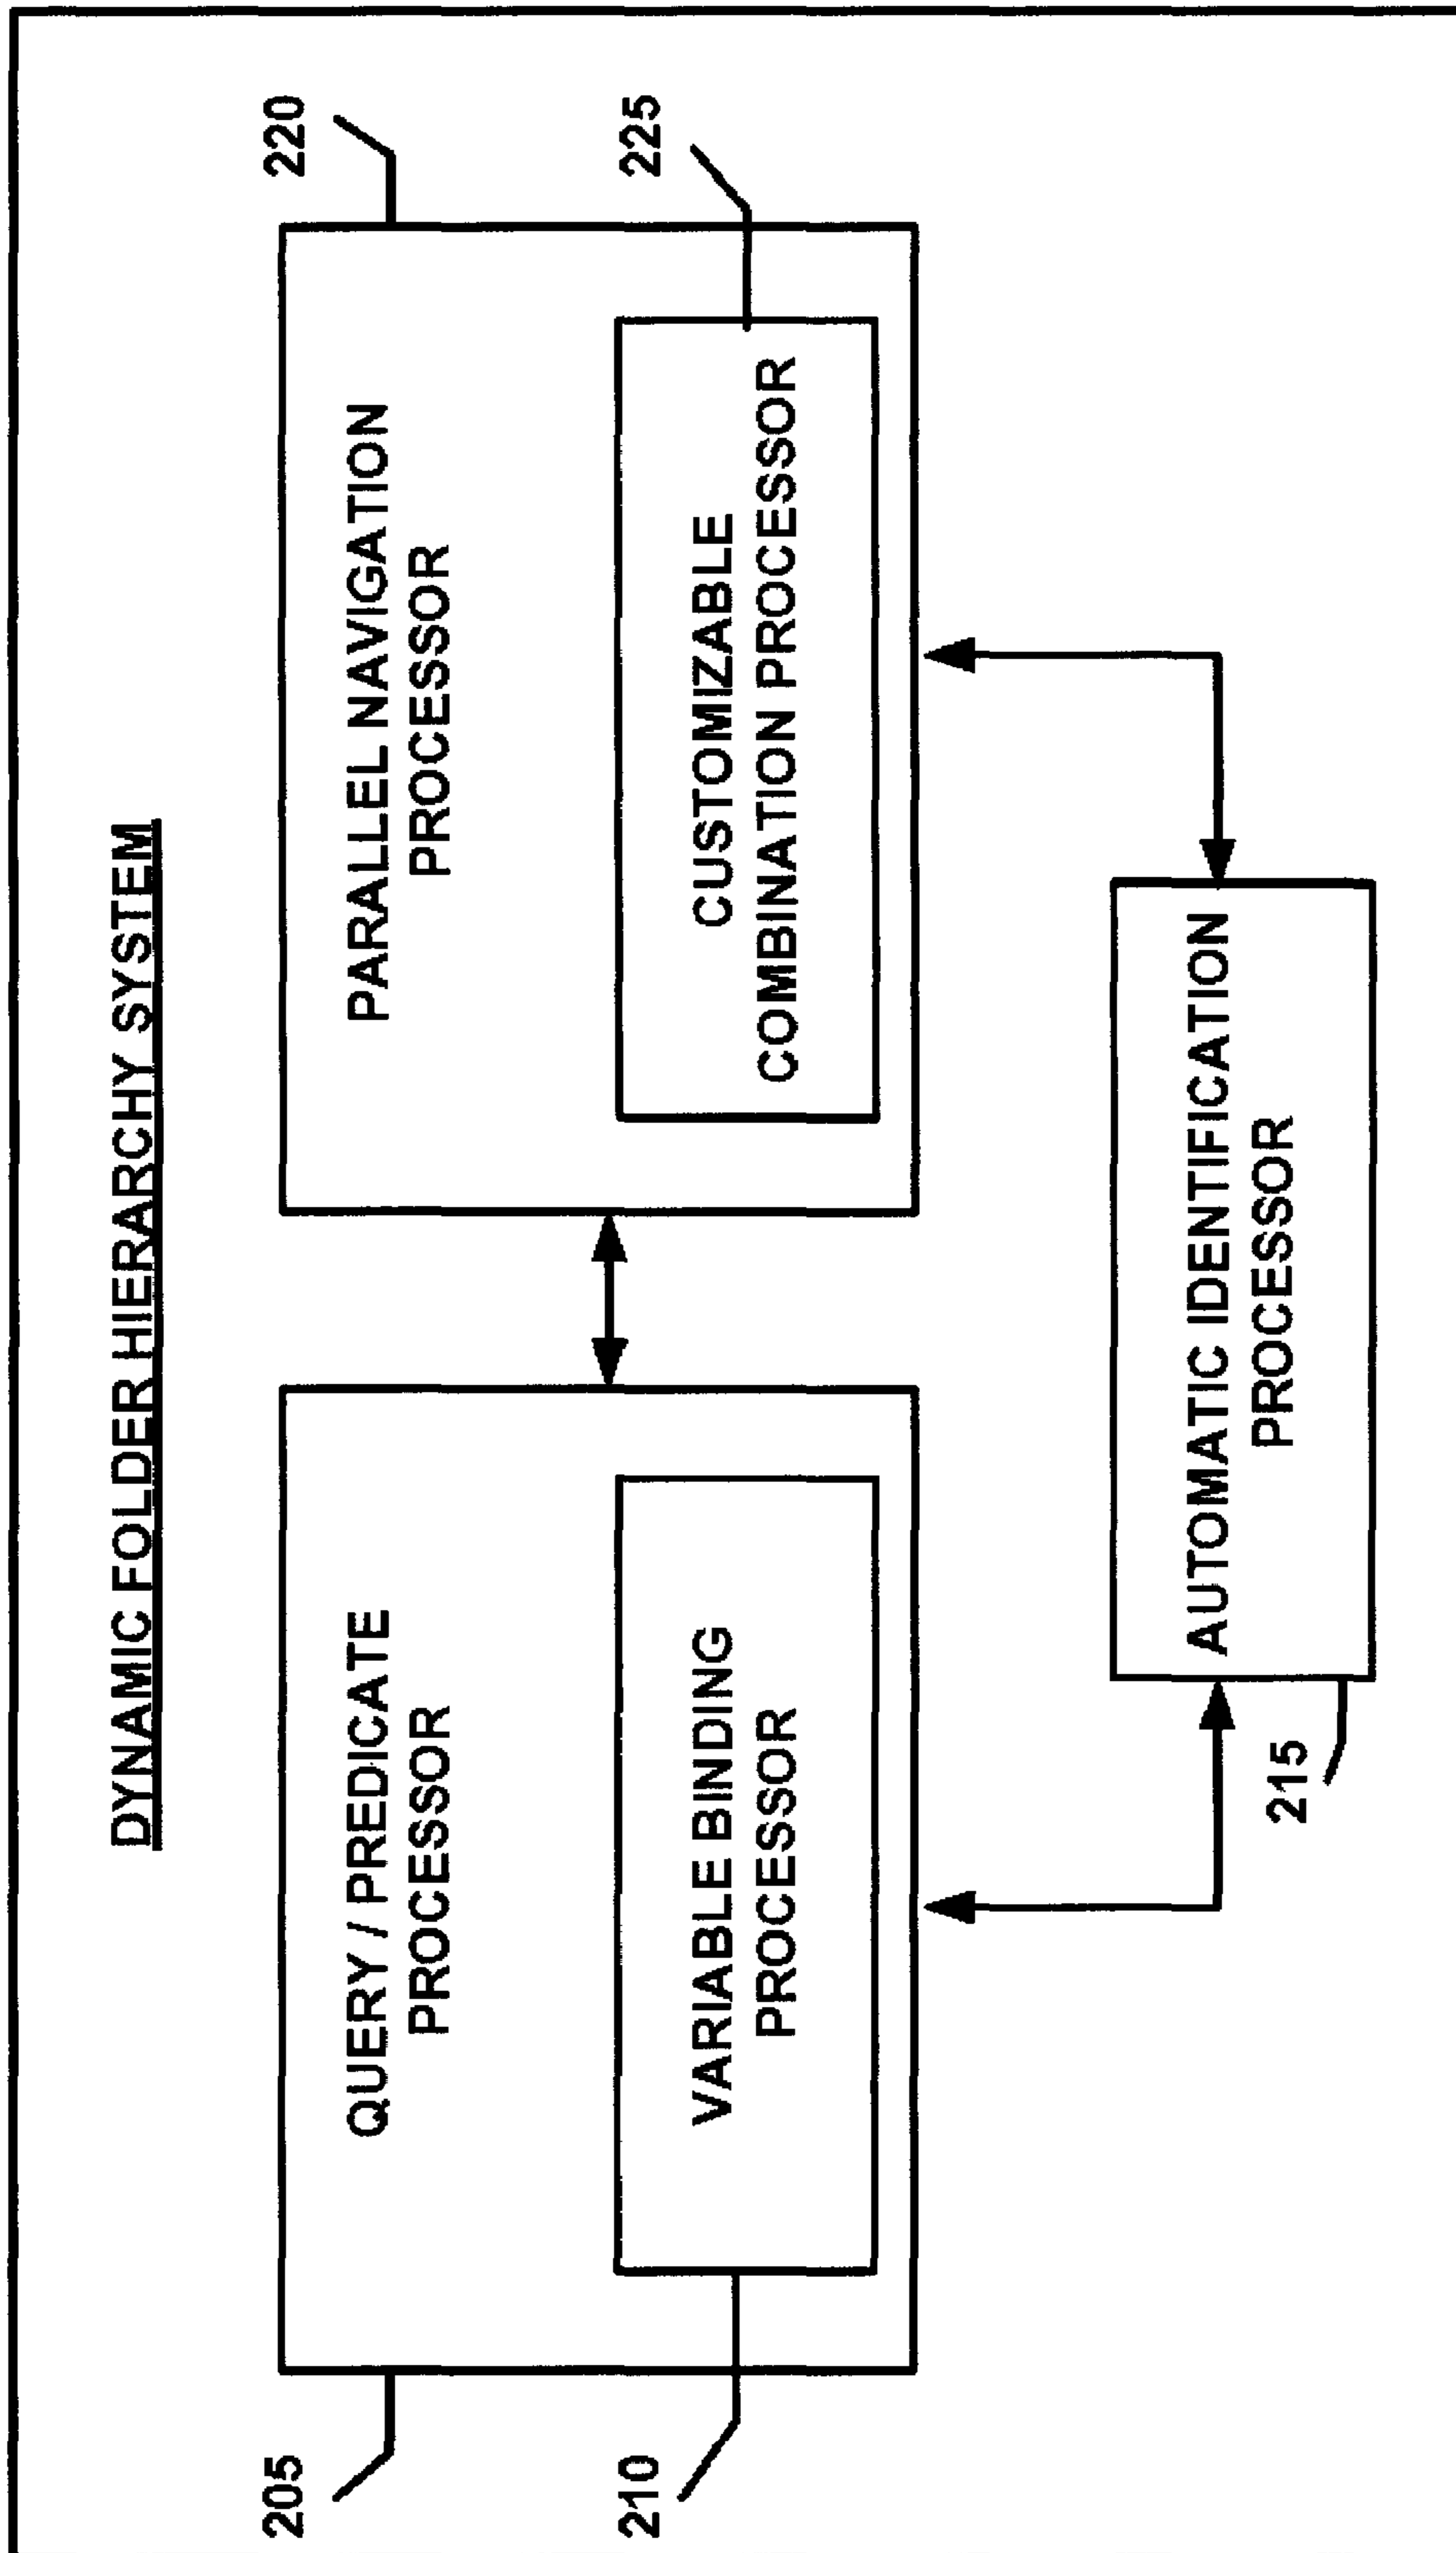 DYNAMIC FOLDER HIERARCHY SYSTEM
205
QUERY / PREDICATE
PROCESSOR
210
VARIABLE BINDING
PROCESSOR
220
PARALLEL NAVIGATION
PROCESSOR
225
CUSTOMIZABLE
COMBINATION PROCESSOR
AUTOMATIC IDENTIFICATION
PROCESSOR
215